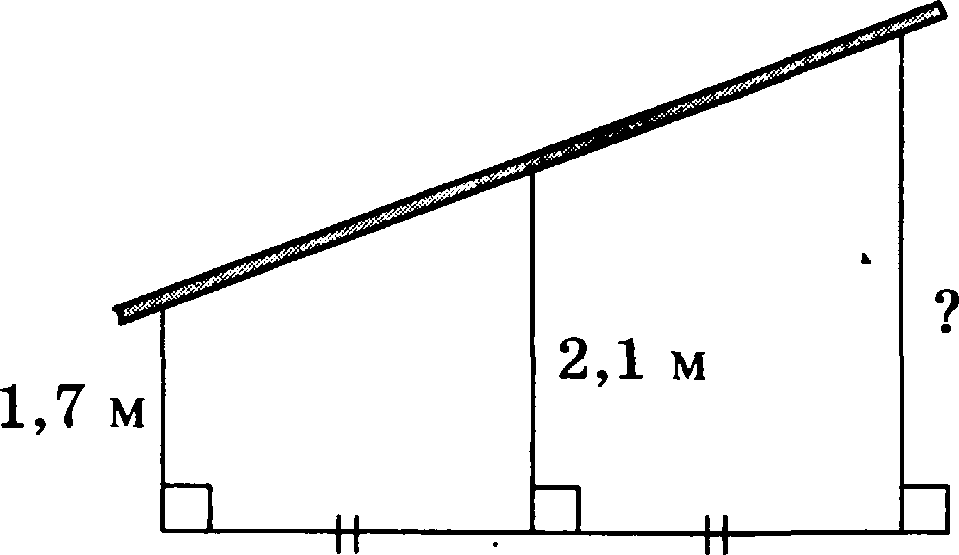 ?
2,1 м
1,7 м